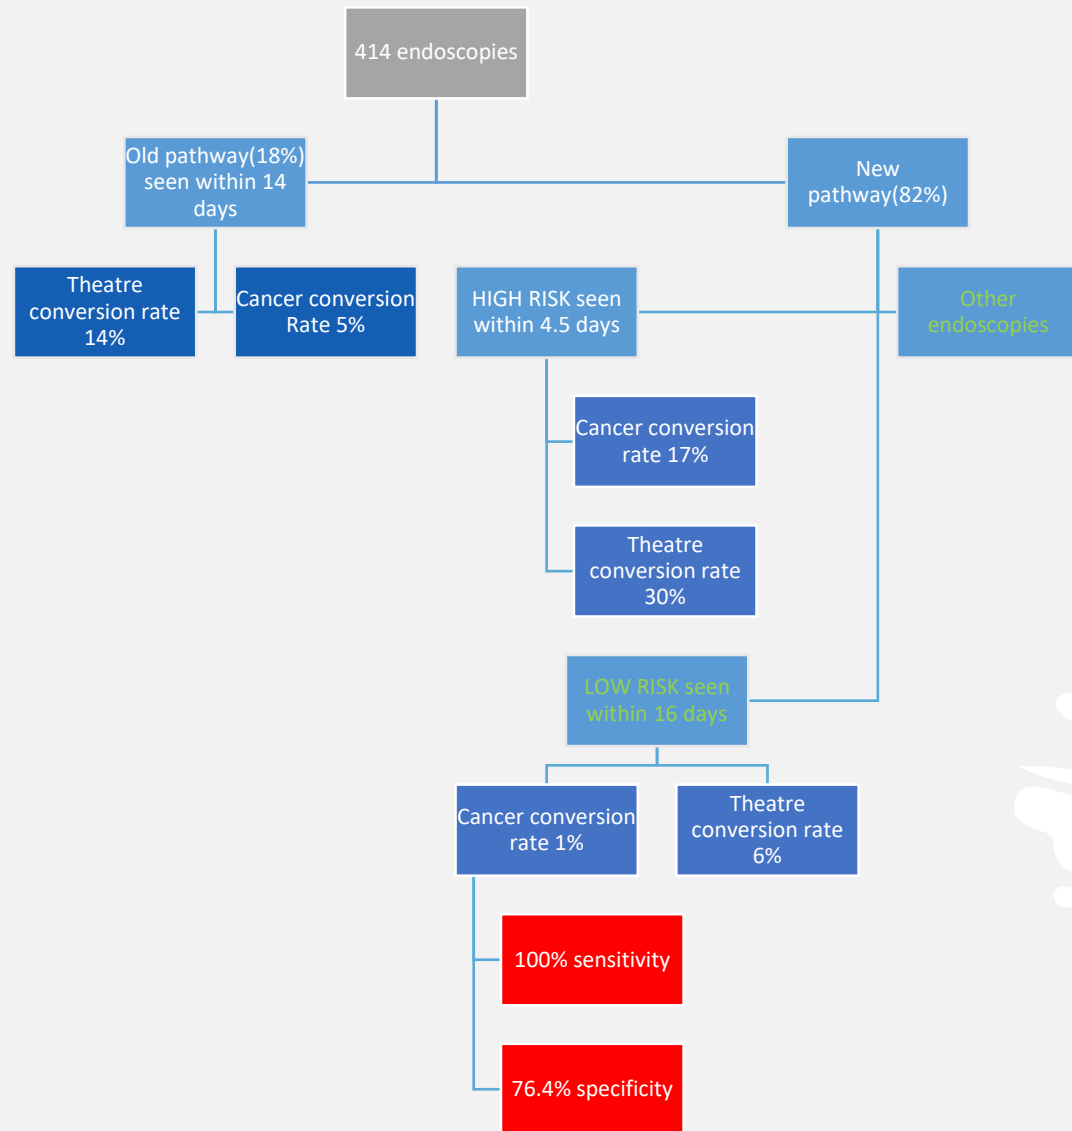 414 endoscopies
Old pathway(18%)
seen within 14
days
New
pathway(82%)
Theatre
conversion rate
14%
Cancer conversion
Rate 5%
HIGH RISK seen
within 4.5 days
Other
endoscopies
Cancer conversion
rate 17%
Theatre
conversion rate
30%
LOW RISK seen
within 16 days
Cancer conversion
rate 1%
Theatre
conversion rate
6%
100% sensitivity
76.4% specificity